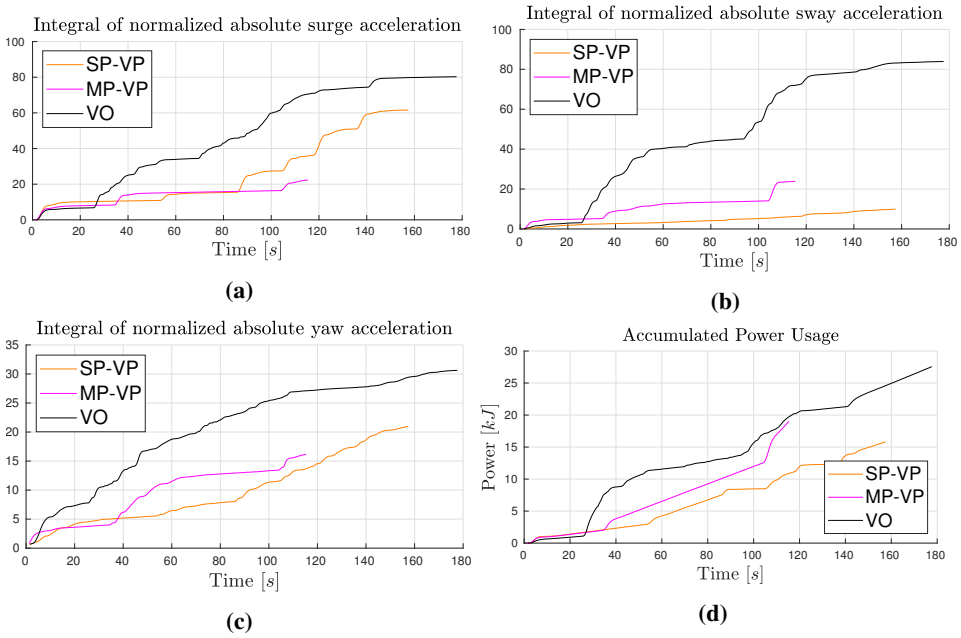 Integral of normalized absolute surge acceleration
100
80
60
40
20
0
SP-VP
MP-VP
VO
0 20 40 60 80 100 120 140 160 180
Time [s]
(a)
Integral of normalized absolute sway acceleration
100
80
60
40
20
0
SP-VP
MP-VP
VO
0 20 40 60 80 100 120 140 160 180
Time [s]
(b)
Integral of normalized absolute yaw acceleration
35
30
25
20
15
10
5
0
SP-VP
MP-VP
VO
0 20 40 60 80 100 120 140 160 180
Time [s]
(c)
Accumulated Power Usage
30
25
20
15
10
5
0
Power [kJ]
SP-VP
MP-VP
VO
0 20 40 60 80 100 120 140 160 180
Time [s]
(d)